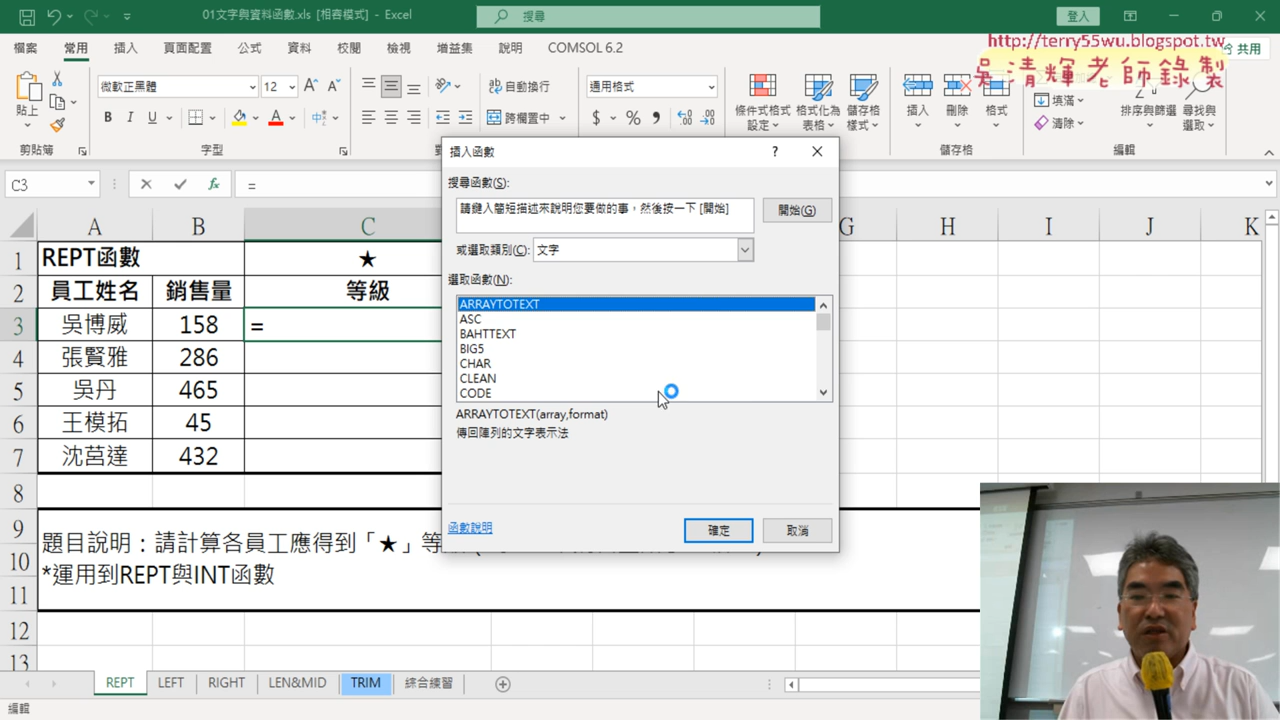 01文字與資料函數.xls [相容模式] - Excel
搜尋
登入
檔案 常用 插入 頁面配置 公式 資料 校閱 檢視 增益集 說明 COMSOL 6.2
共用
http://terry55wu.blogspot.tw
吳清輝老師錄製
貼上
微軟正黑體 12
B I U
自動換行
跨欄置中
通用格式
條件式格式設定
格式化為表格
儲存格樣式
插入 刪除 格式
填滿
清除
排序與篩選 尋找與選取
剪貼簿 字型 儲存格 編輯
C3 =
插入函數
搜尋函數(S):
請鍵入簡短描述來說明您要做的事，然後按一下 [開始]
開始(G)
或選取類別(C): 文字
選取函數(N):
ARRAYTOTEXT
ASC
BAHTTEXT
BIG5
CHAR
CLEAN
CODE
ARRAYTOTEXT(array,format)
傳回陣列的文字表示法
函數說明
確定 取消
A B C G H I J K
1 REPT函數 ★
2 員工姓名 銷售量 等級
3 吳博威 158 =
4 張賢雅 286
5 吳丹 465
6 王模拓 45
7 沈莒達 432
8
9
題目說明：請計算各員工應得到「★」等
10
*運用到REPT與INT函數
11
12
13
REPT LEFT RIGHT LEN&MID TRIM 綜合練習
編輯